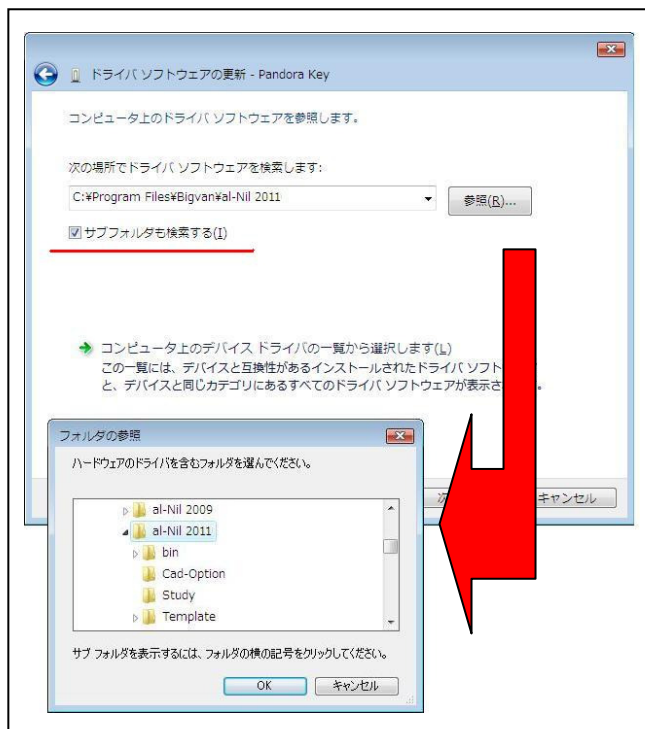 ドライバ ソフトウェアの更新 - Pandora Key
コンピュータ上のドライバ ソフトウェアを参照します。
次の場所でドライバ ソフトウェアを検索します:
C:¥Program Files¥Bigvan¥al-Nil 2011
参照(R)...
サブフォルダも検索する(I)
コンピュータ上のデバイス ドライバの一覧から選択します(L)
この一覧には、デバイスと互換性があるインストールされたドライバ ソフト
と、デバイスと同じカテゴリにあるすべてのドライバ ソフトウェアが表示さ
キャンセル
フォルダの参照
ハードウェアのドライバを含むフォルダを選んでください。
al-Nil 2009
al-Nil 2011
bin
Cad-Option
Study
Template
サブ フォルダを表示するには、フォルダの横の記号をクリックしてください。
OK
キャンセル